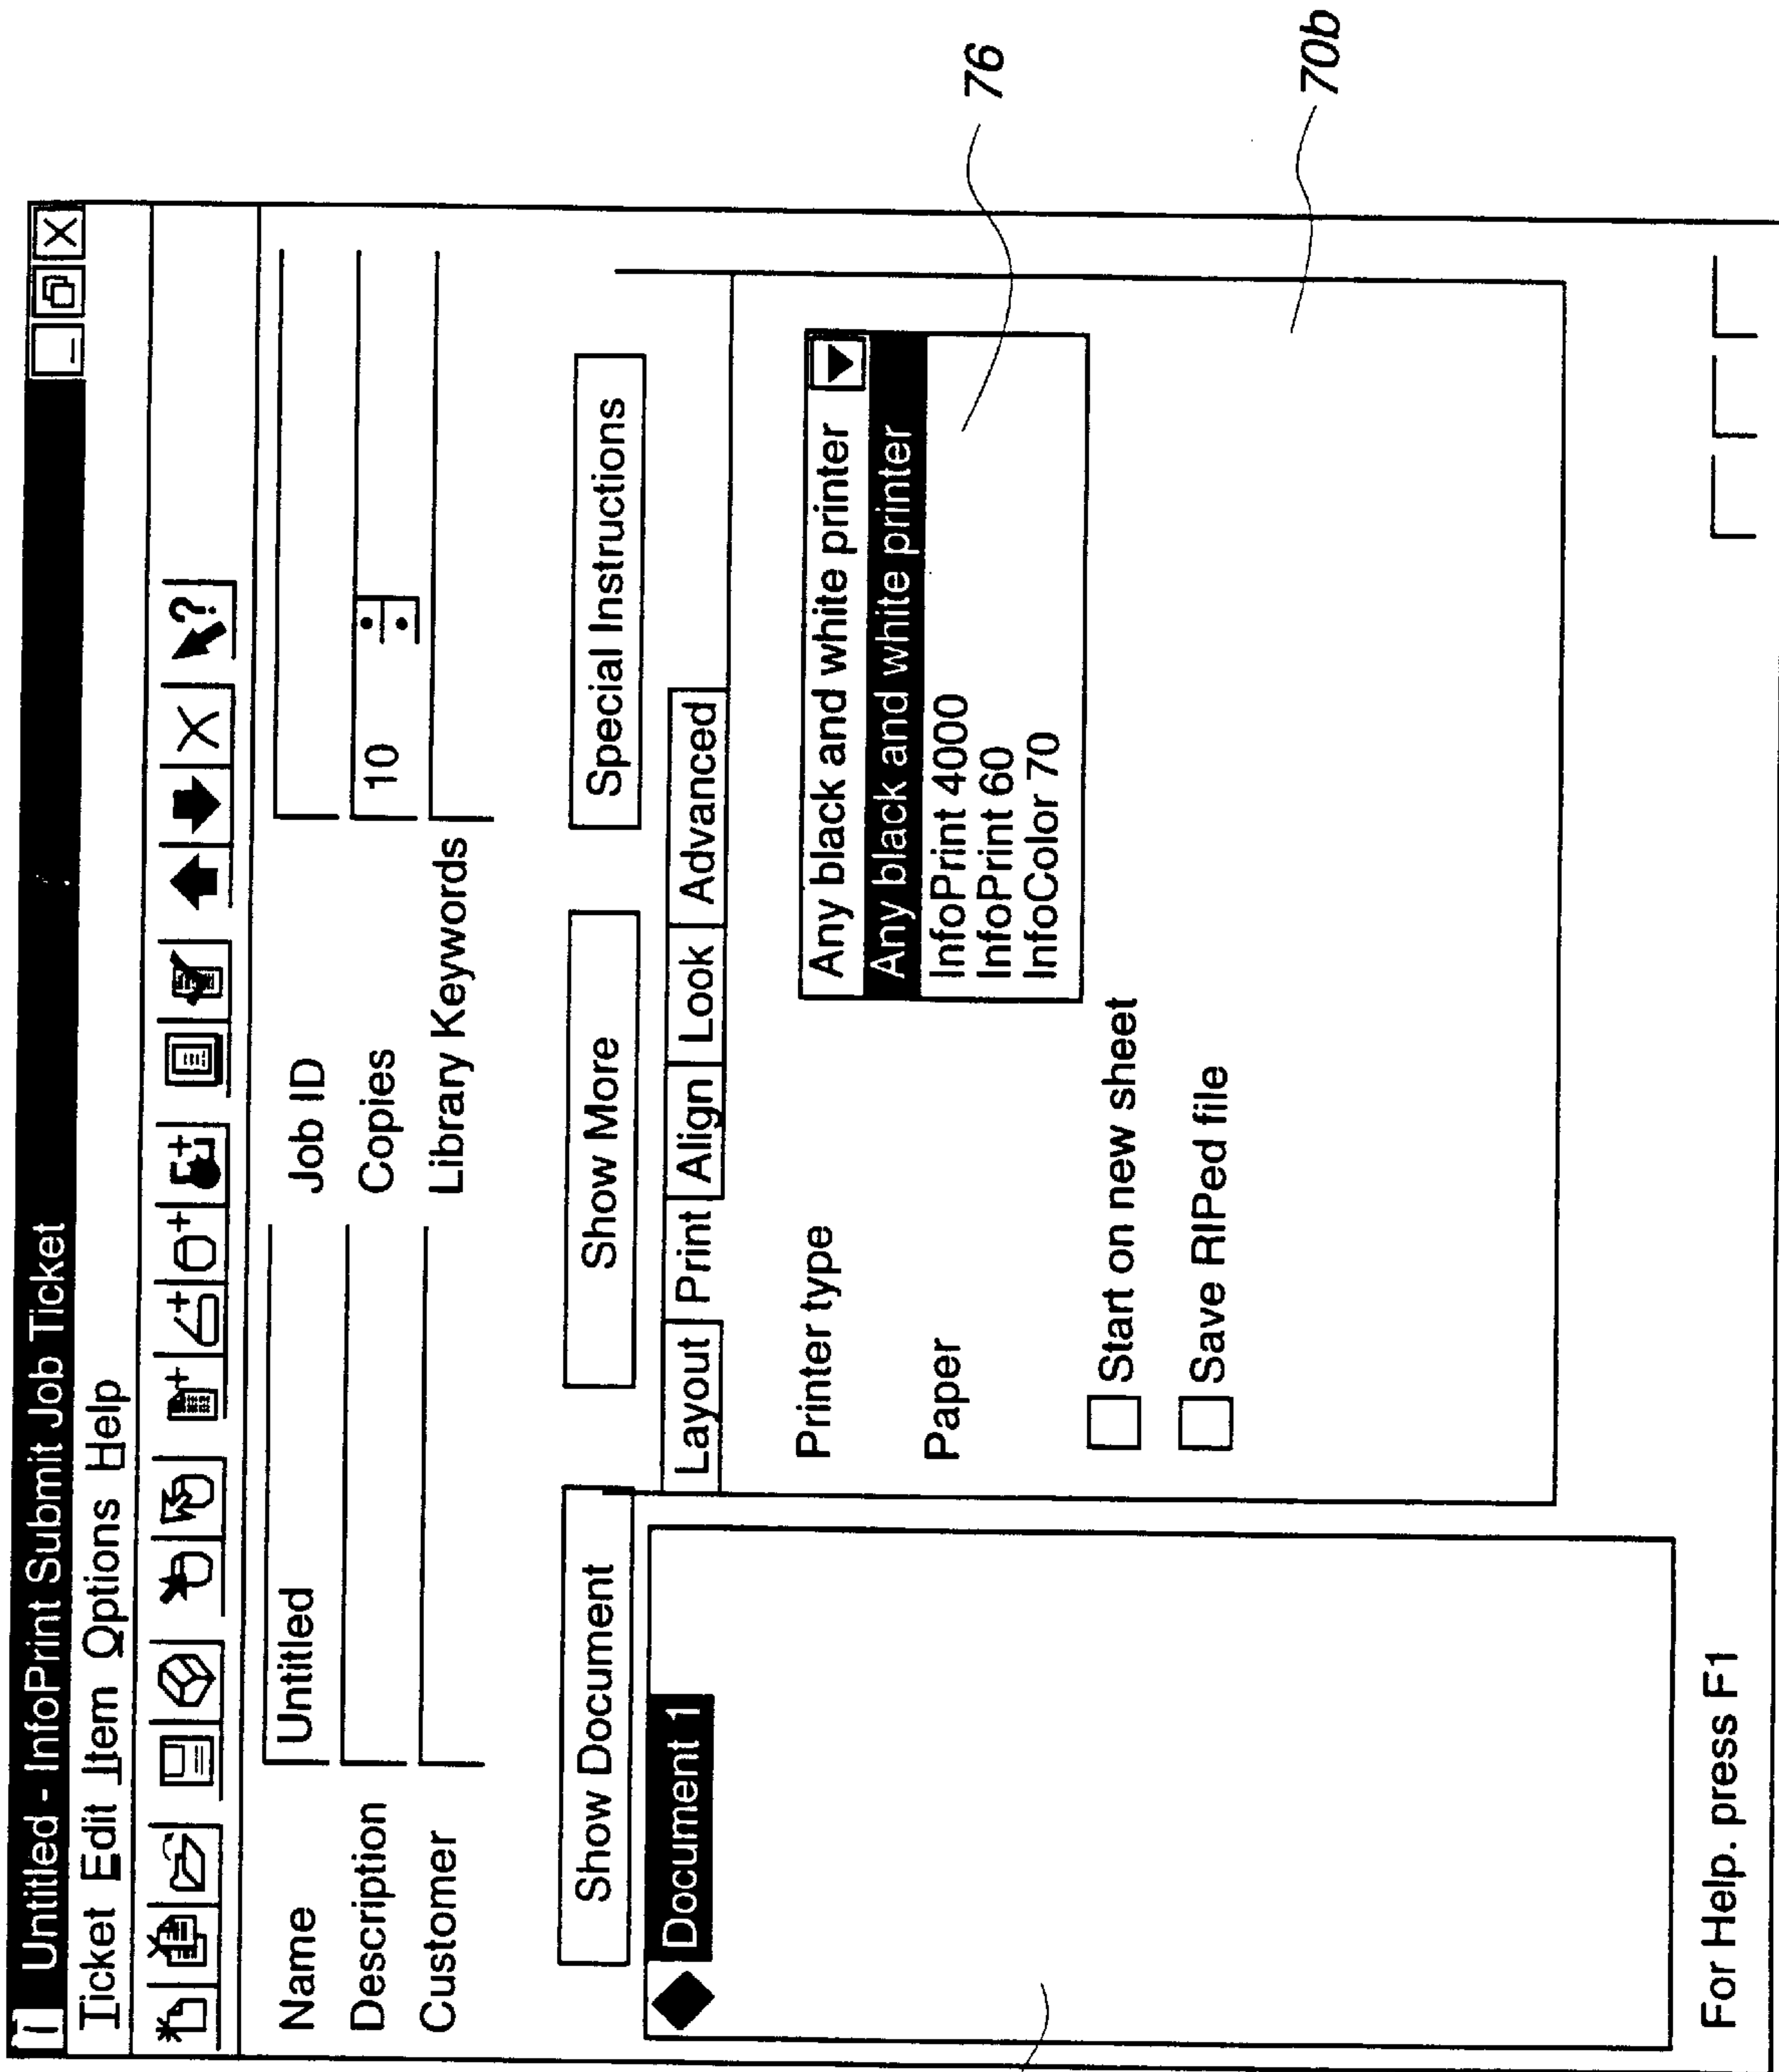 Untitled - InfoPrint Submit Job Ticket
Ticket Edit Item Options Help
Name Untitled Job ID
Description Copies 10
Customer Library Keywords
Show Document Show More Special Instructions
Document 1
Layout Print Align Look Advanced
Printer type Any black and white printer
Any black and white printer
Paper InfoPrint 4000
InfoPrint 60
InfoColor 70
Start on new sheet
Save RIPed file
For Help. press F1
76
70b